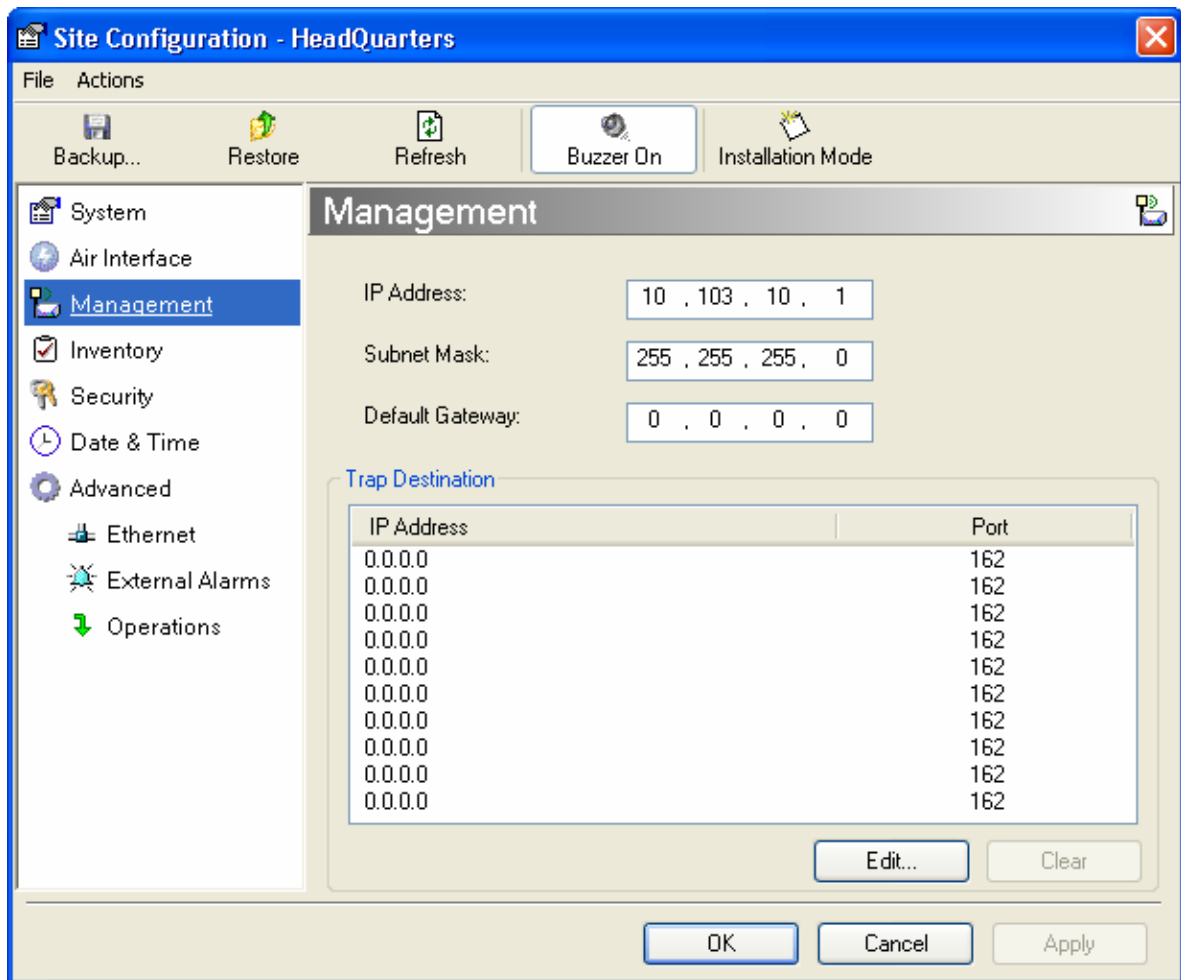 Site Configuration - HeadQuarters
File Actions
Backup... Restore Refresh Buzzer On Installation Mode
System
Air Interface
Management
Inventory
Security
Date & Time
Advanced
Ethernet
External Alarms
Operations
Management
IP Address: 10 . 103 . 10 . 1
Subnet Mask: 255 . 255 . 255 . 0
Default Gateway: 0 . 0 . 0 . 0
Trap Destination
IP Address Port
0.0.0.0 162
0.0.0.0 162
0.0.0.0 162
0.0.0.0 162
0.0.0.0 162
0.0.0.0 162
0.0.0.0 162
0.0.0.0 162
0.0.0.0 162
0.0.0.0 162
Edit... Clear
OK Cancel Apply